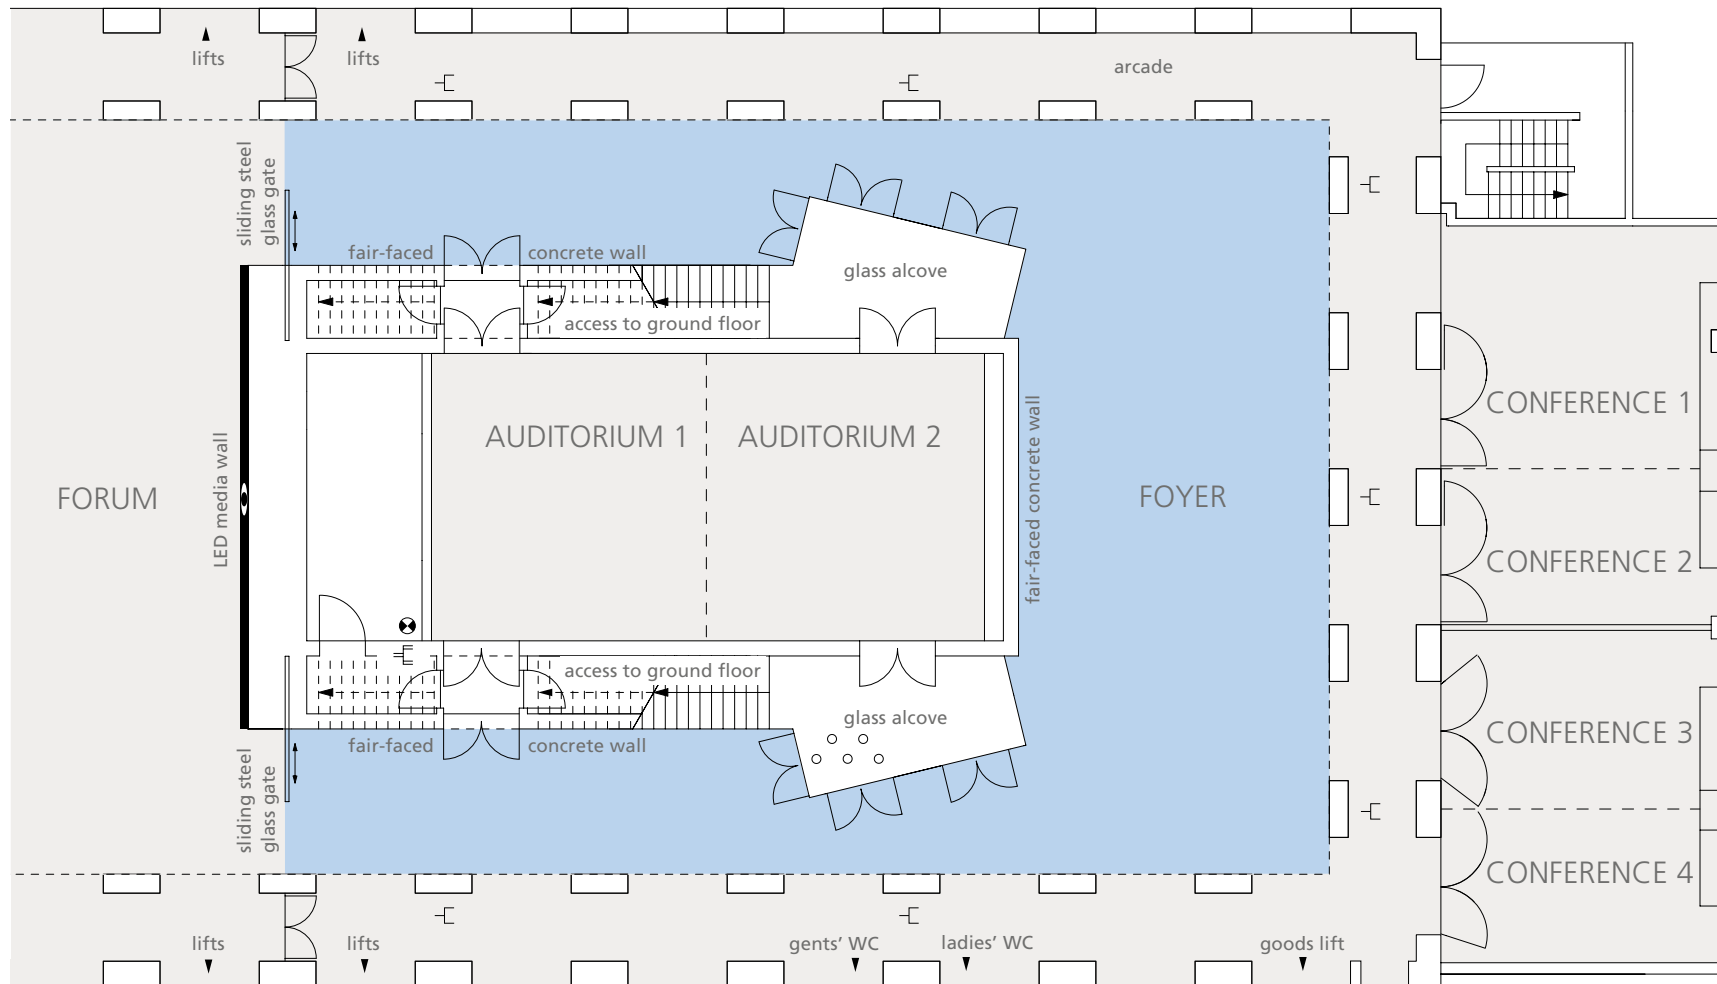 lifts
lifts
arcade
sliding steel
glass gate
fair-faced
concrete wall
glass alcove
access to ground floor
AUDITORIUM 1
AUDITORIUM 2
FORUM
LED media wall
fair-faced concrete wall
FOYER
CONFERENCE 1
CONFERENCE 2
CONFERENCE 3
CONFERENCE 4
access to ground floor
glass alcove
fair-faced
concrete wall
sliding steel
glass gate
lifts
lifts
gents’ WC
ladies’ WC
goods lift